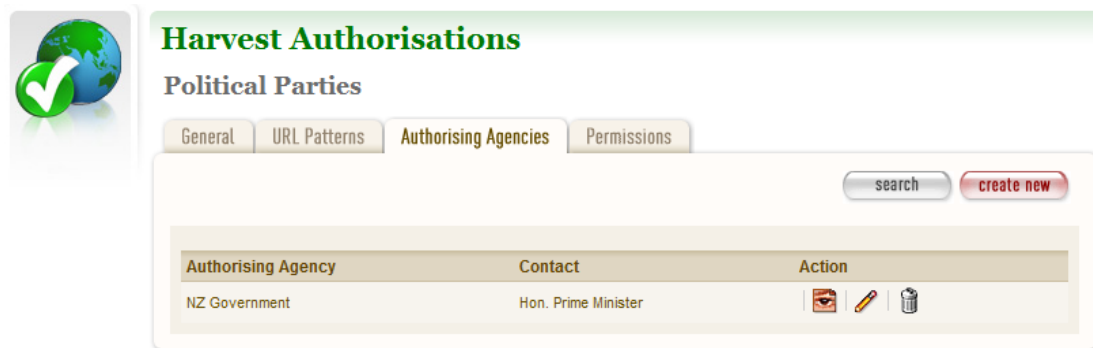 Harvest Authorisations
Political Parties
General URL Patterns Authorising Agencies Permissions
search create new
Authorising Agency Contact Action
NZ Government Hon. Prime Minister